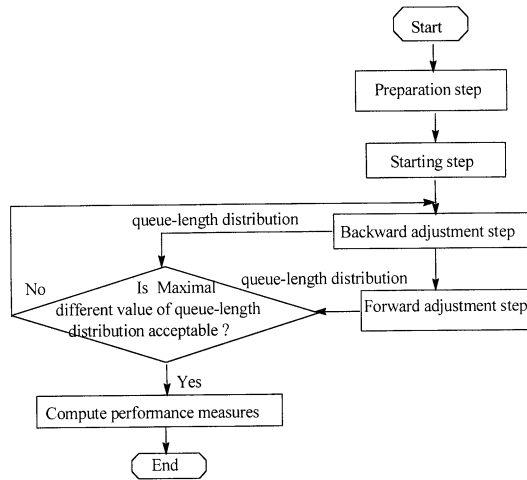 Start
Preparation step
Starting step
queue-length distribution
Backward adjustment step
No
Is Maximal
different value of queue-length
distribution acceptable ?
queue-length distribution
Forward adjustment step
Yes
Compute performance measures
End